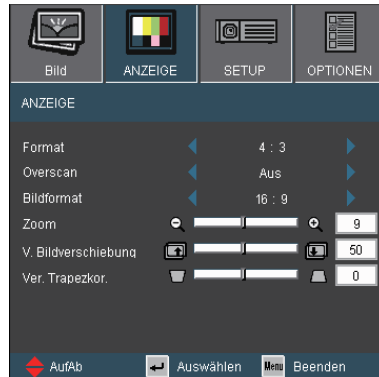 Bild ANZEIGE SETUP OPTIONEN
ANZEIGE
Format 4 : 3
Overscan Aus
Bildformat 16 : 9
Zoom 9
V. Bildverschiebung 50
Ver. Trapezkor. 0
AufAb Auswählen Menu Beenden